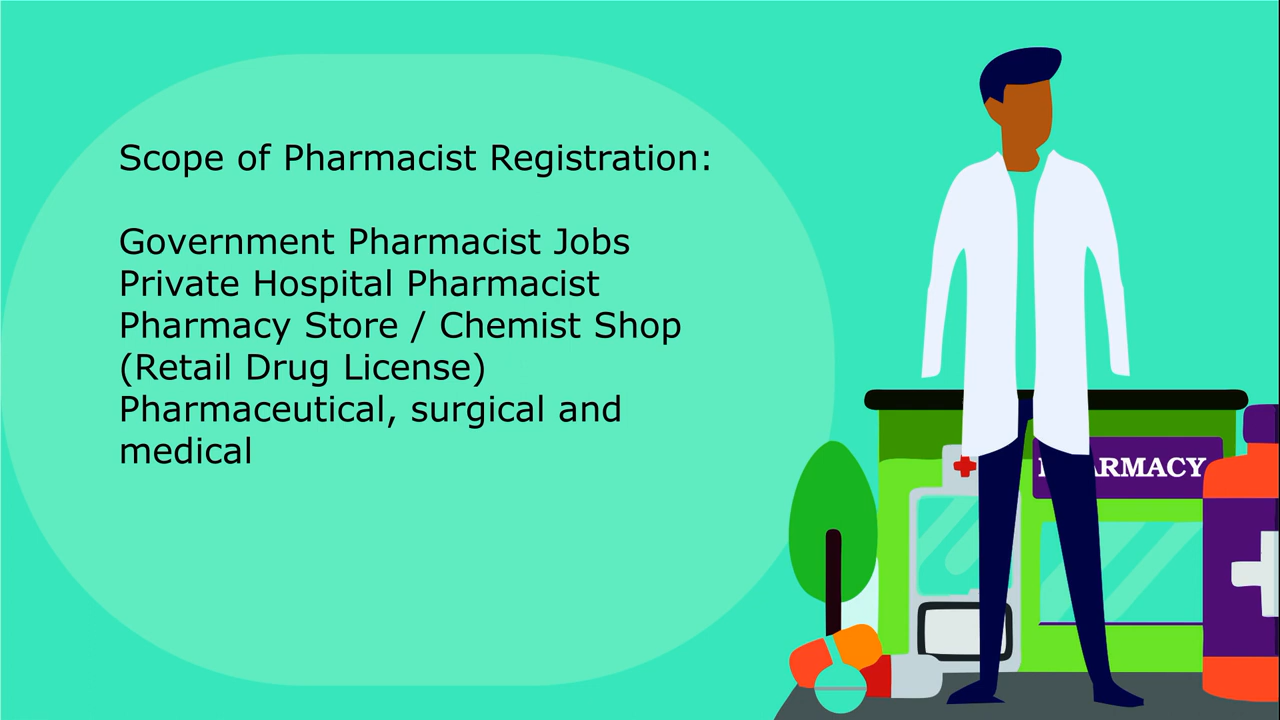 Scope of Pharmacist Registration:
Government Pharmacist Jobs
Private Hospital Pharmacist
Pharmacy Store / Chemist Shop
(Retail Drug License)
Pharmaceutical, surgical and
medical
PHARMACY